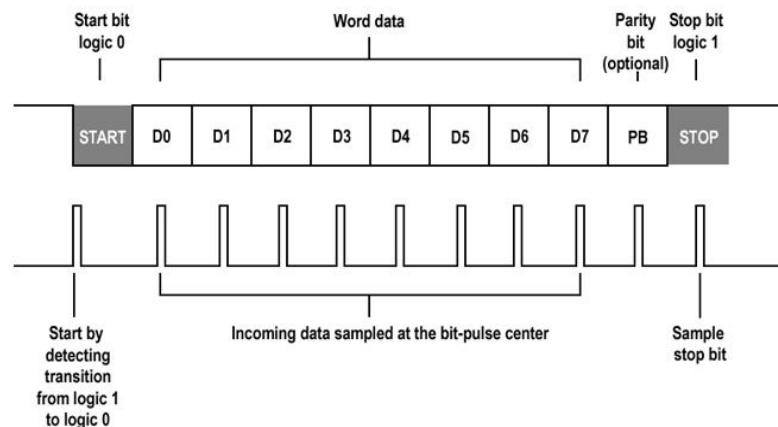 Start bit
logic 0
Word data
Parity
bit
(optional)
Stop bit
logic 1
START
D0
D1
D2
D3
D4
D5
D6
D7
PB
STOP
Start by
detecting
transition
from logic 1
to logic 0
Incoming data sampled at the bit-pulse center
Sample
stop bit